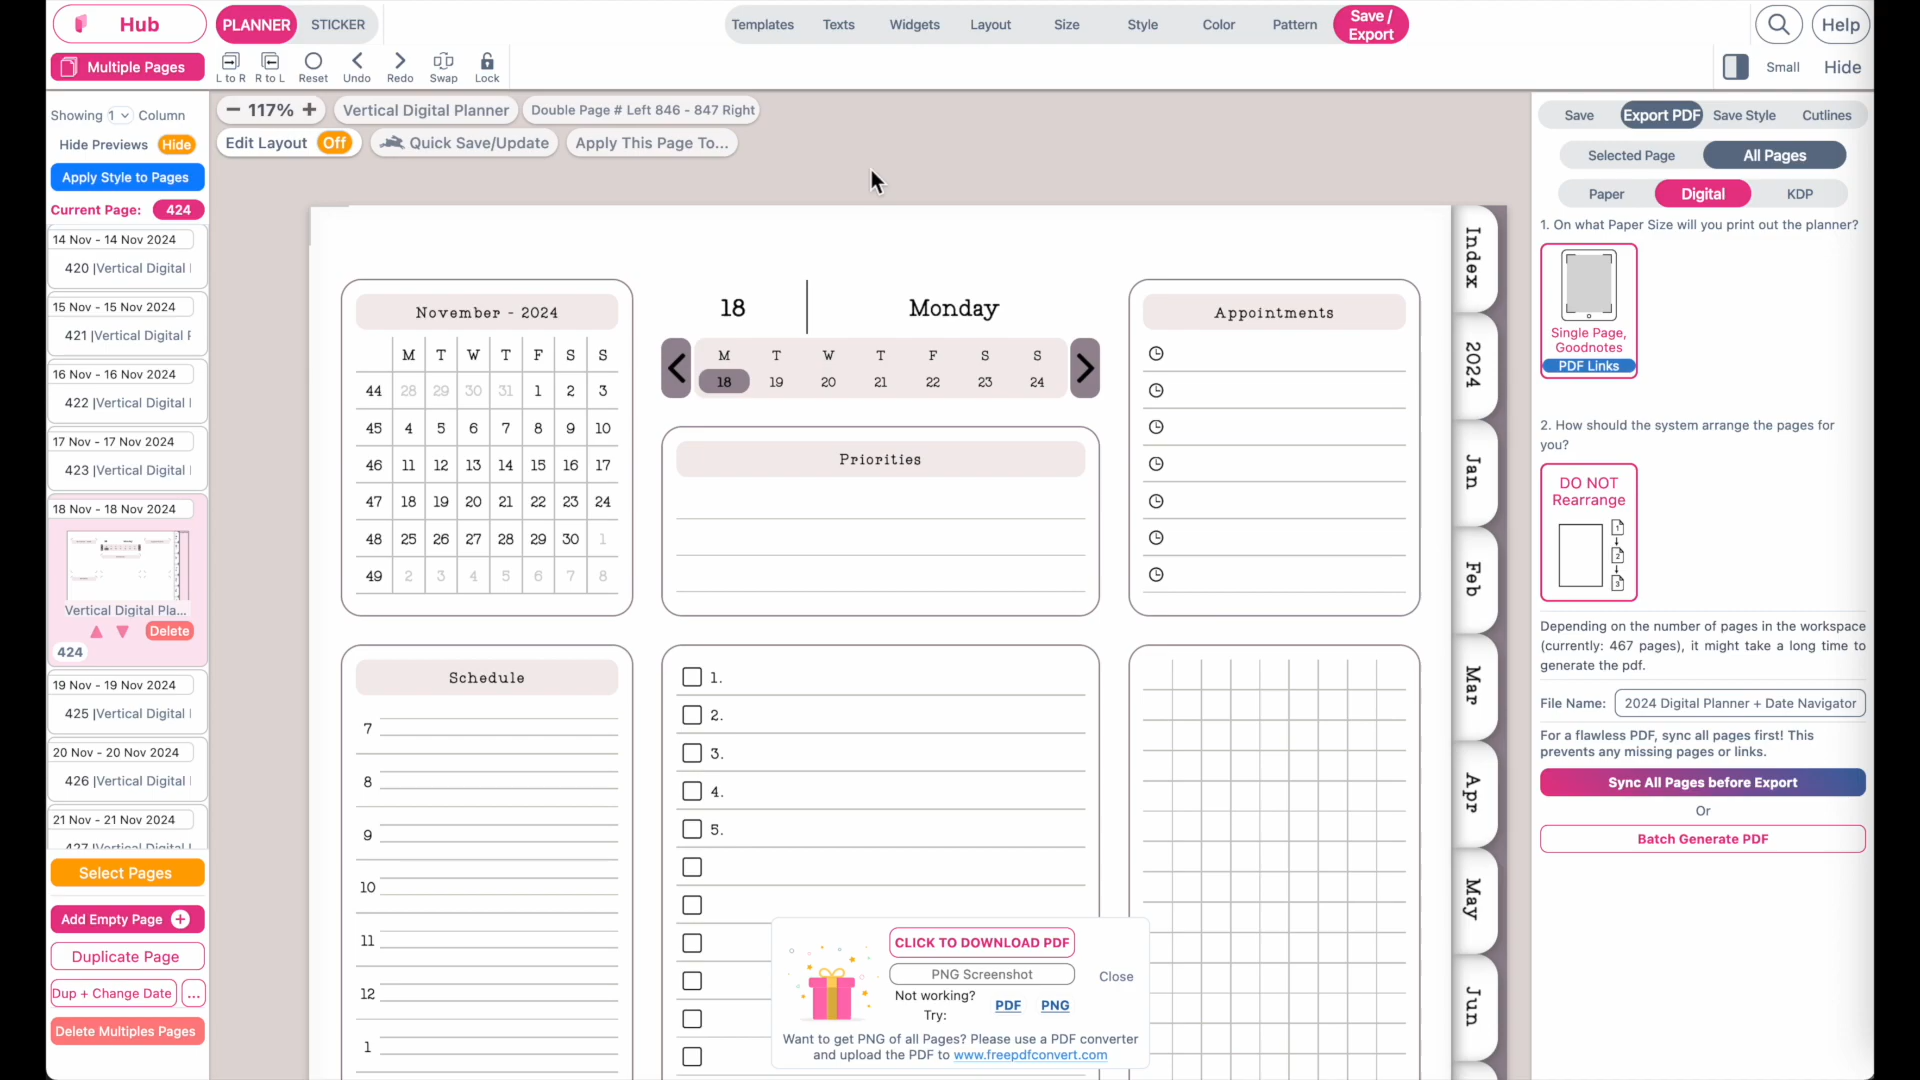 Hub
PLANNER
STICKER
Templates
Texts
Widgets
Layout
Size
Style
Color
Pattern
Save /
Export
Help
Multiple Pages
L to R
R to L
Reset
Undo
Redo
Swap
Lock
Small
Hide
Showing 1 Column
Hide Previews Hide
Apply Style to Pages
Current Page: 424
14 Nov - 14 Nov 2024
420 |Vertical Digital
15 Nov - 15 Nov 2024
421 |Vertical Digital
16 Nov - 16 Nov 2024
422 |Vertical Digital
17 Nov - 17 Nov 2024
423 |Vertical Digital
18 Nov - 18 Nov 2024
Vertical Digital Pla...
Delete
424
19 Nov - 19 Nov 2024
425 |Vertical Digital
20 Nov - 20 Nov 2024
426 |Vertical Digital
21 Nov - 21 Nov 2024
427 |Vertical Digital
Select Pages
Add Empty Page
Duplicate Page
Dup + Change Date ...
Delete Multiples Pages
117%
Vertical Digital Planner
Double Page # Left 846 - 847 Right
Edit Layout Off
Quick Save/Update
Apply This Page To...
November - 2024
M T W T F S S
44 28 29 30 31 1 2 3
45 4 5 6 7 8 9 10
46 11 12 13 14 15 16 17
47 18 19 20 21 22 23 24
48 25 26 27 28 29 30 1
49 2 3 4 5 6 7 8
18
Monday
M T W T F S S
18 19 20 21 22 23 24
Priorities
Appointments
Schedule
7
8
9
10
11
12
1
1.
2.
3.
4.
5.
Index
2024
Jan
Feb
Mar
Apr
May
Jun
CLICK TO DOWNLOAD PDF
PNG Screenshot
Close
Not working?
Try:
PDF
PNG
Want to get PNG of all Pages? Please use a PDF converter
and upload the PDF to www.freepdfconvert.com
Save
Export PDF
Save Style
Cutlines
Selected Page
All Pages
Paper
Digital
KDP
1. On what Paper Size will you print out the planner?
Single Page,
Goodnotes
PDF Links
2. How should the system arrange the pages for
you?
DO NOT
Rearrange
1
2
3
Depending on the number of pages in the workspace
(currently: 467 pages), it might take a long time to
generate the pdf.
File Name: 2024 Digital Planner + Date Navigator
For a flawless PDF, sync all pages first! This
prevents any missing pages or links.
Sync All Pages before Export
Or
Batch Generate PDF